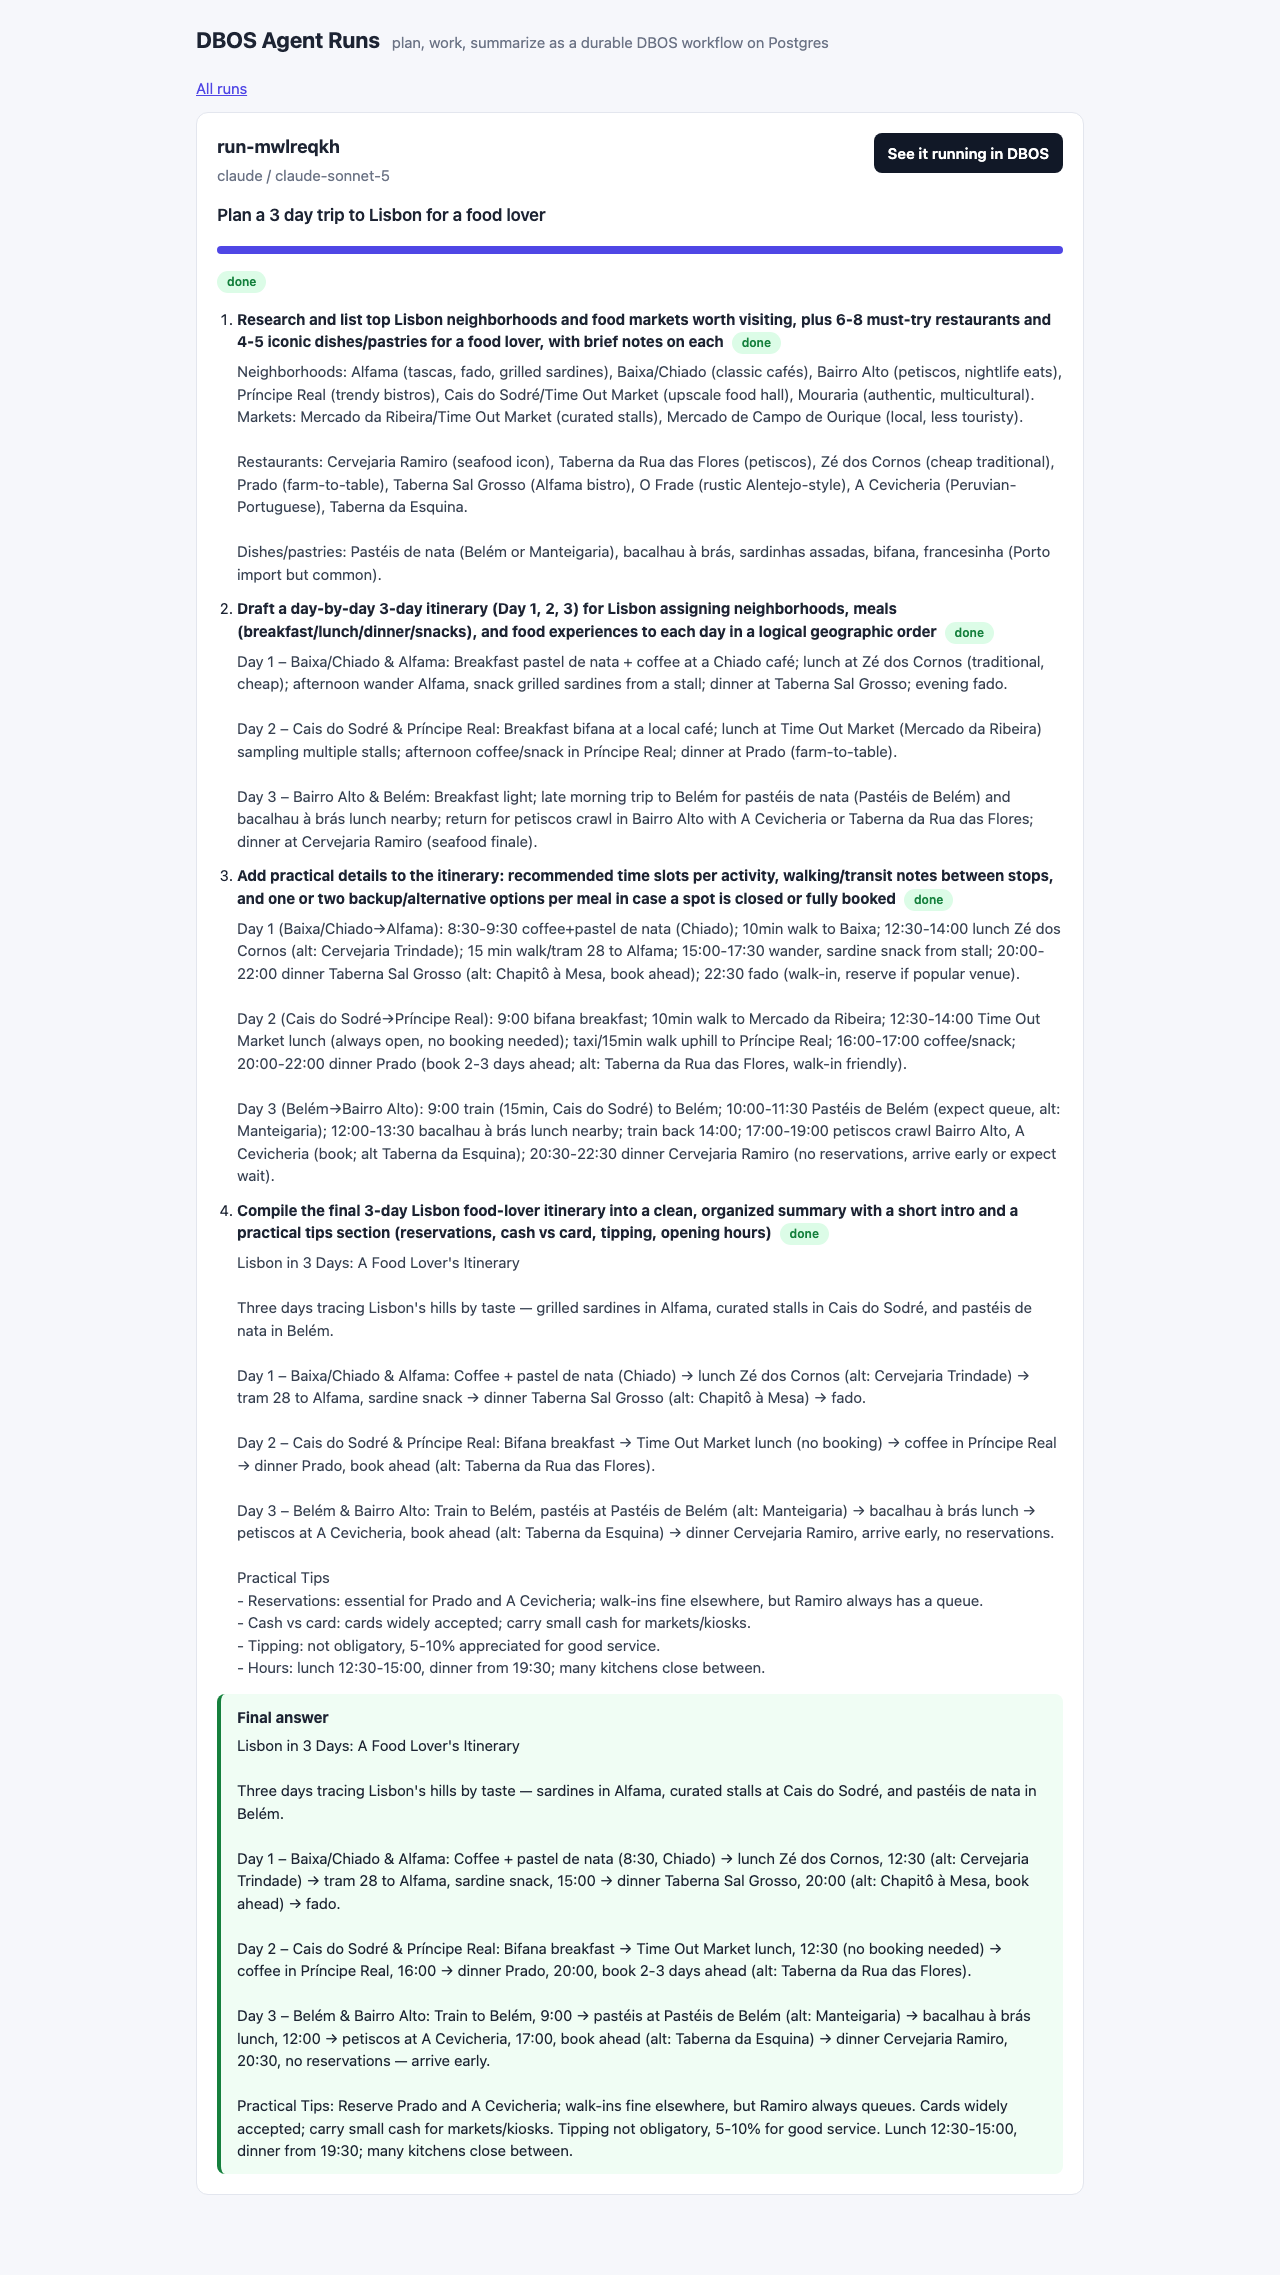 DBOS Agent Runs plan, work, summarize as a durable DBOS workflow on Postgres
All runs
run-mwlreqkh
See it running in DBOS
claude / claude-sonnet-5
Plan a 3 day trip to Lisbon for a food lover
done
1. Research and list top Lisbon neighborhoods and food markets worth visiting, plus 6-8 must-try restaurants and
4-5 iconic dishes/pastries for a food lover, with brief notes on each done
Neighborhoods: Alfama (tascas, fado, grilled sardines), Baixa/Chiado (classic cafés), Bairro Alto (petiscos, nightlife eats),
Príncipe Real (trendy bistros), Cais do Sodré/Time Out Market (upscale food hall), Mouraria (authentic, multicultural).
Markets: Mercado da Ribeira/Time Out Market (curated stalls), Mercado de Campo de Ourique (local, less touristy).
Restaurants: Cervejaria Ramiro (seafood icon), Taberna da Rua das Flores (petiscos), Zé dos Cornos (cheap traditional),
Prado (farm-to-table), Taberna Sal Grosso (Alfama bistro), O Frade (rustic Alentejo-style), A Cevicheria (Peruvian-
Portuguese), Taberna da Esquina.
Dishes/pastries: Pastéis de nata (Belém or Manteigaria), bacalhau à brás, sardinhas assadas, bifana, francesinha (Porto
import but common).
2. Draft a day-by-day 3-day itinerary (Day 1, 2, 3) for Lisbon assigning neighborhoods, meals
(breakfast/lunch/dinner/snacks), and food experiences to each day in a logical geographic order done
Day 1 – Baixa/Chiado & Alfama: Breakfast pastel de nata + coffee at a Chiado café; lunch at Zé dos Cornos (traditional,
cheap); afternoon wander Alfama, snack grilled sardines from a stall; dinner at Taberna Sal Grosso; evening fado.
Day 2 – Cais do Sodré & Príncipe Real: Breakfast bifana at a local café; lunch at Time Out Market (Mercado da Ribeira)
sampling multiple stalls; afternoon coffee/snack in Príncipe Real; dinner at Prado (farm-to-table).
Day 3 – Bairro Alto & Belém: Breakfast light; late morning trip to Belém for pastéis de nata (Pastéis de Belém) and
bacalhau à brás lunch nearby; return for petiscos crawl in Bairro Alto with A Cevicheria or Taberna da Rua das Flores;
dinner at Cervejaria Ramiro (seafood finale).
3. Add practical details to the itinerary: recommended time slots per activity, walking/transit notes between stops,
and one or two backup/alternative options per meal in case a spot is closed or fully booked done
Day 1 (Baixa/Chiado→Alfama): 8:30-9:30 coffee+pastel de nata (Chiado); 10min walk to Baixa; 12:30-14:00 lunch Zé dos
Cornos (alt: Cervejaria Trindade); 15 min walk/tram 28 to Alfama; 15:00-17:30 wander, sardine snack from stall; 20:00-
22:00 dinner Taberna Sal Grosso (alt: Chapitô à Mesa, book ahead); 22:30 fado (walk-in, reserve if popular venue).
Day 2 (Cais do Sodré→Príncipe Real): 9:00 bifana breakfast; 10min walk to Mercado da Ribeira; 12:30-14:00 Time Out
Market lunch (always open, no booking needed); taxi/15min walk uphill to Príncipe Real; 16:00-17:00 coffee/snack;
20:00-22:00 dinner Prado (book 2-3 days ahead; alt: Taberna da Rua das Flores, walk-in friendly).
Day 3 (Belém→Bairro Alto): 9:00 train (15min, Cais do Sodré) to Belém; 10:00-11:30 Pastéis de Belém (expect queue, alt:
Manteigaria); 12:00-13:30 bacalhau à brás lunch nearby; train back 14:00; 17:00-19:00 petiscos crawl Bairro Alto, A
Cevicheria (book; alt Taberna da Esquina); 20:30-22:30 dinner Cervejaria Ramiro (no reservations, arrive early or expect
wait).
4. Compile the final 3-day Lisbon food-lover itinerary into a clean, organized summary with a short intro and a
practical tips section (reservations, cash vs card, tipping, opening hours) done
Lisbon in 3 Days: A Food Lover's Itinerary
Three days tracing Lisbon's hills by taste — grilled sardines in Alfama, curated stalls in Cais do Sodré, and pastéis de
nata in Belém.
Day 1 – Baixa/Chiado & Alfama: Coffee + pastel de nata (Chiado) → lunch Zé dos Cornos (alt: Cervejaria Trindade) →
tram 28 to Alfama, sardine snack → dinner Taberna Sal Grosso (alt: Chapitô à Mesa) → fado.
Day 2 – Cais do Sodré & Príncipe Real: Bifana breakfast → Time Out Market lunch (no booking) → coffee in Príncipe Real
→ dinner Prado, book ahead (alt: Taberna da Rua das Flores).
Day 3 – Belém & Bairro Alto: Train to Belém, pastéis at Pastéis de Belém (alt: Manteigaria) → bacalhau à brás lunch →
petiscos at A Cevicheria, book ahead (alt: Taberna da Esquina) → dinner Cervejaria Ramiro, arrive early, no reservations.
Practical Tips
- Reservations: essential for Prado and A Cevicheria; walk-ins fine elsewhere, but Ramiro always has a queue.
- Cash vs card: cards widely accepted; carry small cash for markets/kiosks.
- Tipping: not obligatory, 5-10% appreciated for good service.
- Hours: lunch 12:30-15:00, dinner from 19:30; many kitchens close between.
Final answer
Lisbon in 3 Days: A Food Lover's Itinerary
Three days tracing Lisbon's hills by taste — sardines in Alfama, curated stalls at Cais do Sodré, and pastéis de nata in
Belém.
Day 1 – Baixa/Chiado & Alfama: Coffee + pastel de nata (8:30, Chiado) → lunch Zé dos Cornos, 12:30 (alt: Cervejaria
Trindade) → tram 28 to Alfama, sardine snack, 15:00 → dinner Taberna Sal Grosso, 20:00 (alt: Chapitô à Mesa, book
ahead) → fado.
Day 2 – Cais do Sodré & Príncipe Real: Bifana breakfast → Time Out Market lunch, 12:30 (no booking needed) →
coffee in Príncipe Real, 16:00 → dinner Prado, 20:00, book 2-3 days ahead (alt: Taberna da Rua das Flores).
Day 3 – Belém & Bairro Alto: Train to Belém, 9:00 → pastéis at Pastéis de Belém (alt: Manteigaria) → bacalhau à brás
lunch, 12:00 → petiscos at A Cevicheria, 17:00, book ahead (alt: Taberna da Esquina) → dinner Cervejaria Ramiro,
20:30, no reservations — arrive early.
Practical Tips: Reserve Prado and A Cevicheria; walk-ins fine elsewhere, but Ramiro always queues. Cards widely
accepted; carry small cash for markets/kiosks. Tipping not obligatory, 5-10% for good service. Lunch 12:30-15:00,
dinner from 19:30; many kitchens close between.